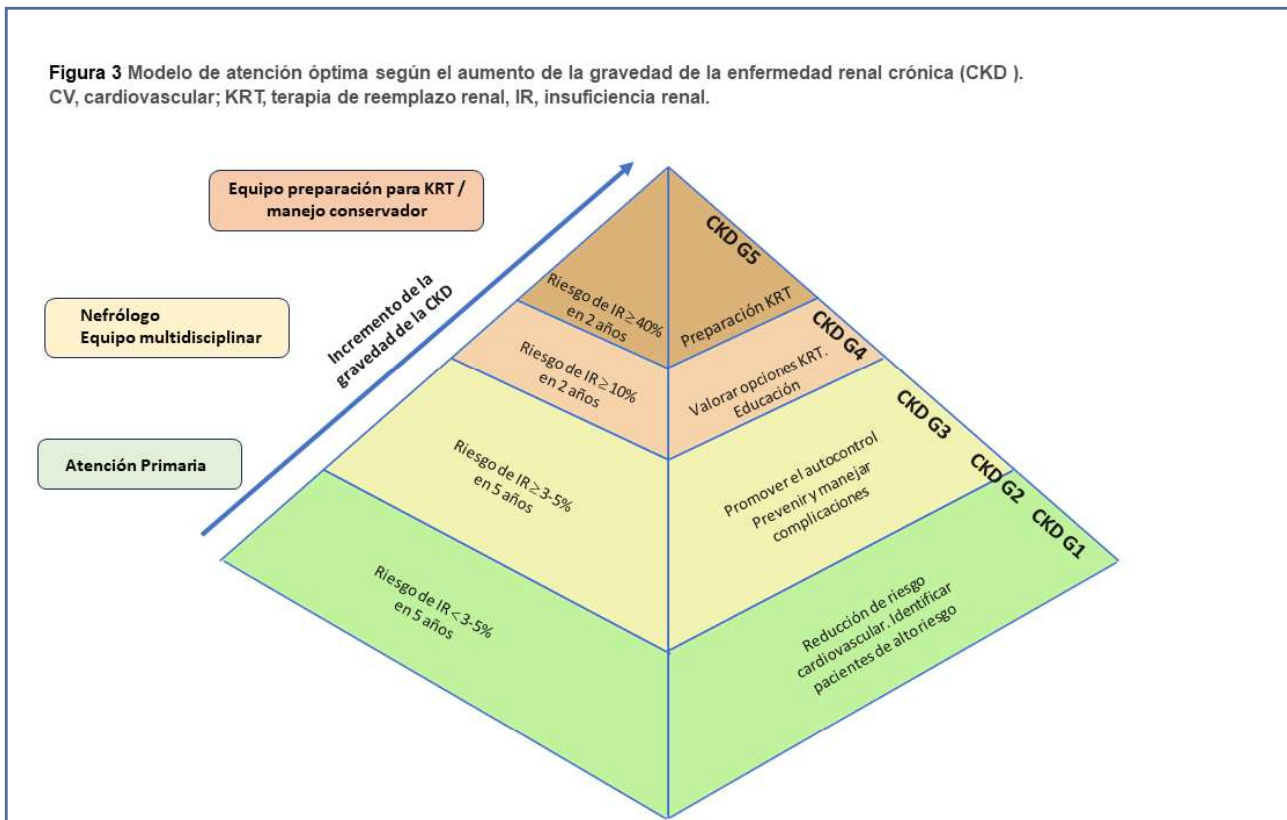 Figura 3 Modelo de atención óptima según el aumento de la gravedad de la enfermedad renal crónica (CKD ).
CV, cardiovascular; KRT, terapia de reemplazo renal, IR, insuficiencia renal.
Equipo preparación para KRT /
manejo conservador
Nefrólogo
Equipo multidisciplinar
Atención Primaria
Incremento de la
gravedad de la CKD
CKD G5
Riesgo de IR ≥ 40%
en 2 años
Preparación KRT
CKD G4
Riesgo de IR ≥ 10%
en 2 años
Valorar opciones KRT.
Educación
CKD G3
Riesgo de IR ≥ 3-5%
en 5 años
Promover el autocontrol
Prevenir y manejar
complicaciones
CKD G2
CKD G1
Riesgo de IR < 3-5%
en 5 años
Reducción de riesgo
cardiovascular. Identificar
pacientes de alto riesgo